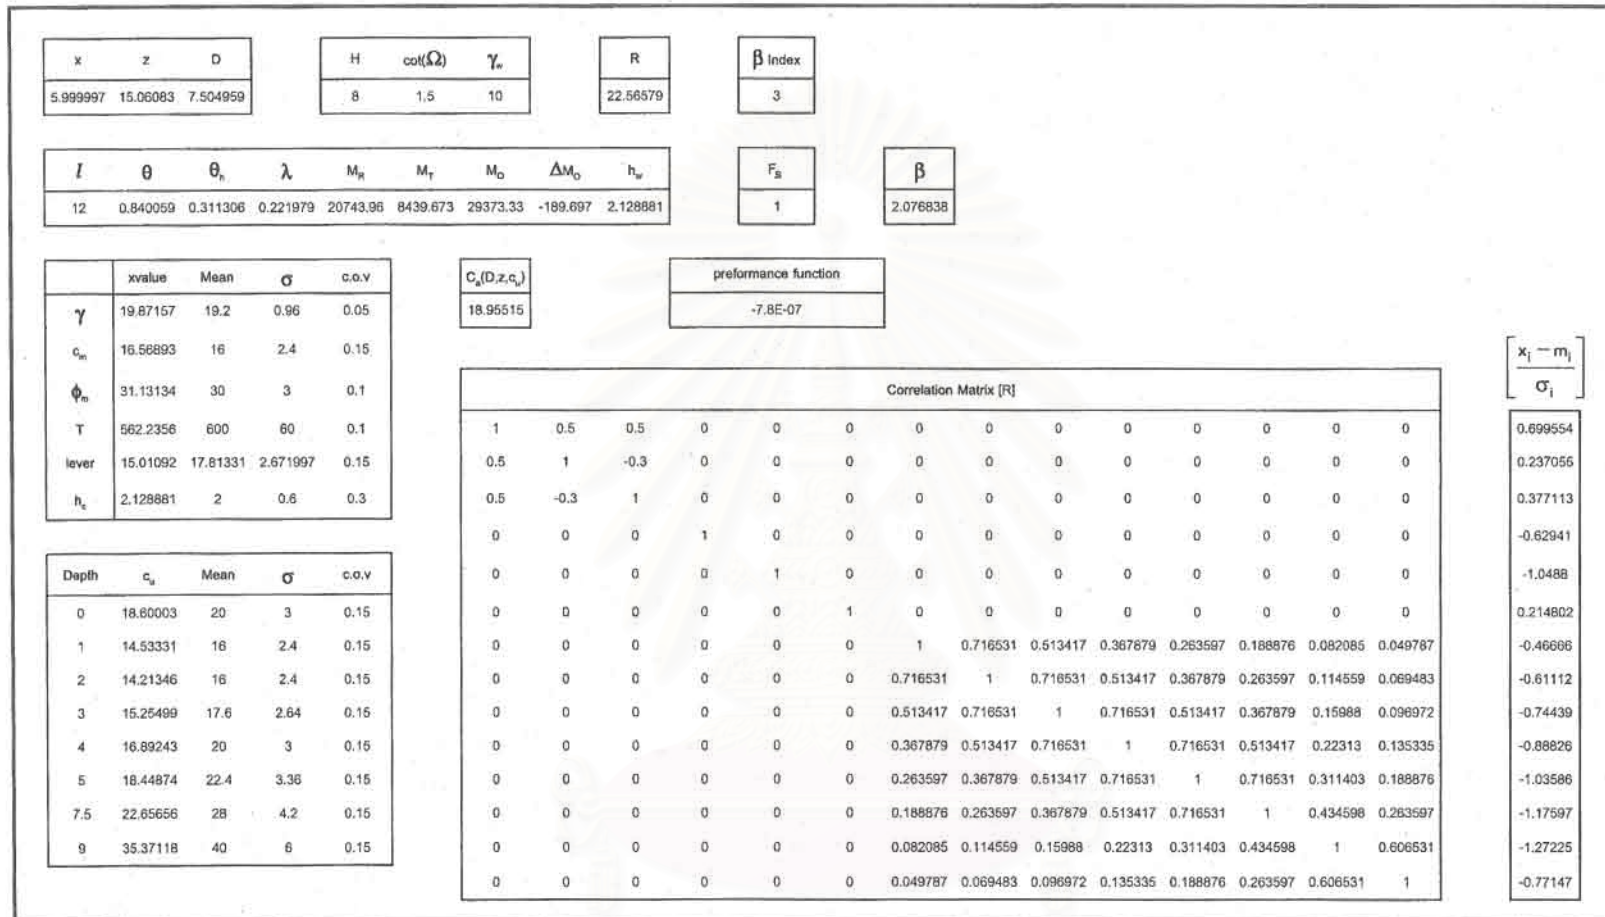 x z D
5.999997 15.06083 7.504959
H cot(Ω) γw
8 1.5 10
R
22.56579
β Index
3
l θ θn λ MR MT MO ΔMO hw
12 0.840059 0.311306 0.221979 20743.96 8439.673 29373.33 -189.697 2.128881
FS
1
β
2.076838
xvalue Mean σ c.o.v
γ 19.87157 19.2 0.96 0.05
cm 16.56893 16 2.4 0.15
ϕm 31.13134 30 3 0.1
T 562.2356 600 60 0.1
lever 15.01092 17.81331 2.671997 0.15
hc 2.128881 2 0.6 0.3
Ca(D,z,cu)
18.95515
preformance function
-7.8E-07
Depth cu Mean σ c.o.v
0 18.60003 20 3 0.15
1 14.53331 16 2.4 0.15
2 14.21346 16 2.4 0.15
3 15.25499 17.6 2.64 0.15
4 16.89243 20 3 0.15
5 18.44874 22.4 3.36 0.15
7.5 22.65656 28 4.2 0.15
9 35.37118 40 6 0.15
Correlation Matrix [R]
1 0.5 0.5 0 0 0 0 0 0 0 0 0 0 0
0.5 1 -0.3 0 0 0 0 0 0 0 0 0 0 0
0.5 -0.3 1 0 0 0 0 0 0 0 0 0 0 0
0 0 0 1 0 0 0 0 0 0 0 0 0 0
0 0 0 0 1 0 0 0 0 0 0 0 0 0
0 0 0 0 0 1 0 0 0 0 0 0 0 0
0 0 0 0 0 0 1 0.716531 0.513417 0.367879 0.263597 0.188876 0.082085 0.049787
0 0 0 0 0 0 0.716531 1 0.716531 0.513417 0.367879 0.263597 0.114559 0.069483
0 0 0 0 0 0 0.513417 0.716531 1 0.716531 0.513417 0.367879 0.15988 0.096972
0 0 0 0 0 0 0.367879 0.513417 0.716531 1 0.716531 0.513417 0.22313 0.135335
0 0 0 0 0 0 0.263597 0.367879 0.513417 0.716531 1 0.716531 0.311403 0.188876
0 0 0 0 0 0 0.188876 0.263597 0.367879 0.513417 0.716531 1 0.434598 0.263597
0 0 0 0 0 0 0.082085 0.114559 0.15988 0.22313 0.311403 0.434598 1 0.606531
0 0 0 0 0 0 0.049787 0.069483 0.096972 0.135335 0.188876 0.263597 0.606531 1
xi − mi
σi
0.699554
0.237055
0.377113
-0.62941
-1.0488
0.214802
-0.46666
-0.61112
-0.74439
-0.88826
-1.03586
-1.17597
-1.27225
-0.77147